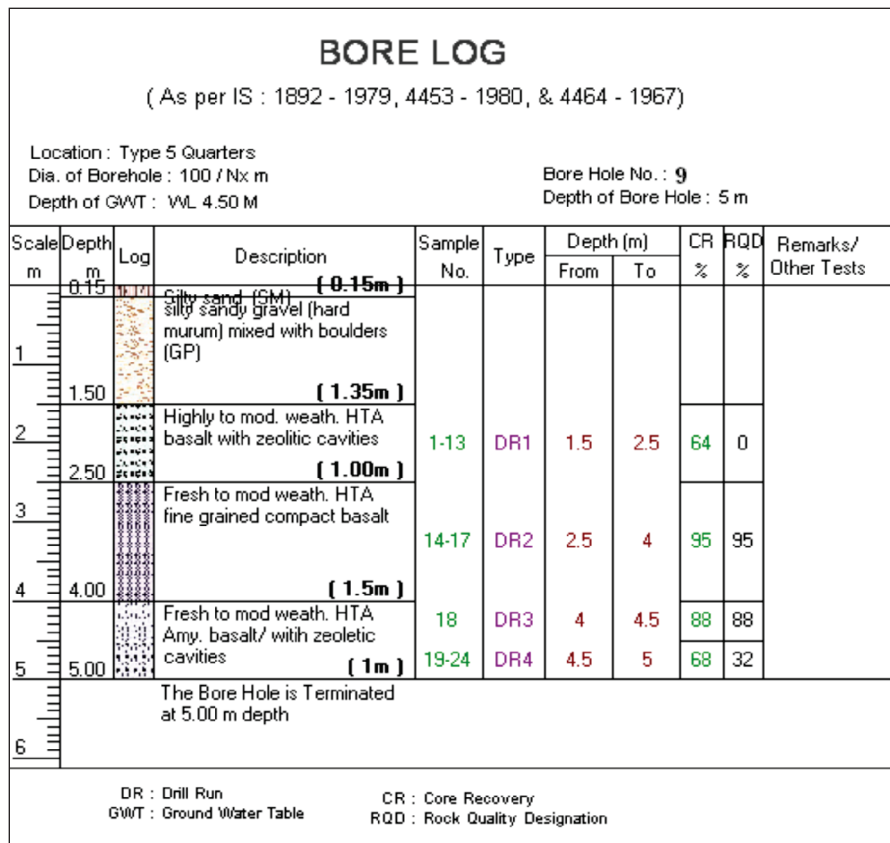 BORE LOG
( As per IS : 1892 - 1979, 4453 - 1980, & 4464 - 1967)
Location : Type 5 Quarters
Dia. of Borehole : 100 / Nx m
Bore Hole No. : 9
Depth of GWT : WL 4.50 M
Depth of Bore Hole : 5 m
Scale m
Depth m
Log
Description
Sample No.
Type
Depth (m)
From
To
CR %
RQD %
Remarks/
Other Tests
0.15
( 0.15m )
Silty sand (SM)
silty sandy gravel (hard
murum) mixed with boulders
(GP)
1
1.50
( 1.35m )
Highly to mod. weath. HTA
basalt with zeolitic cavities
2
1-13 DR1 1.5 2.5 64 0
2.50
( 1.00m )
Fresh to mod weath. HTA
fine grained compact basalt
3
14-17 DR2 2.5 4 95 95
4
4.00
( 1.5m )
Fresh to mod weath. HTA
Amy. basalt/ witih zeoletic
cavities
18 DR3 4 4.5 88 88
5
5.00
( 1m )
19-24 DR4 4.5 5 68 32
The Bore Hole is Terminated
at 5.00 m depth
6
DR : Drill Run
CR : Core Recovery
GWT : Ground Water Table
RQD : Rock Quality Designation